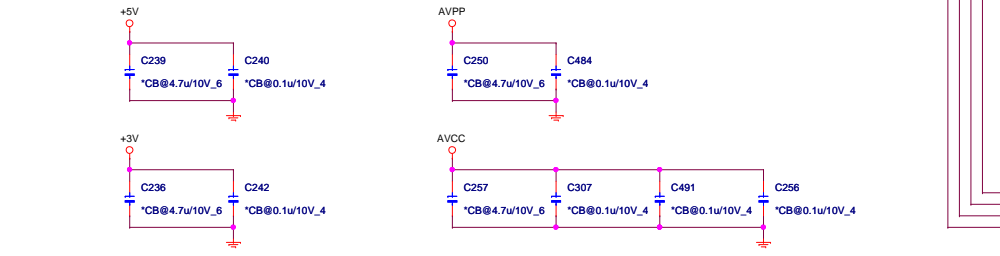 +5V
C239
*CB@4.7u/10V_6
C240
*CB@0.1u/10V_4
AVPP
C250
*CB@4.7u/10V_6
C484
*CB@0.1u/10V_4
+3V
C236
*CB@4.7u/10V_6
C242
*CB@0.1u/10V_4
AVCC
C257
*CB@4.7u/10V_6
C307
*CB@0.1u/10V_4
C491
*CB@0.1u/10V_4
C256
*CB@0.1u/10V_4